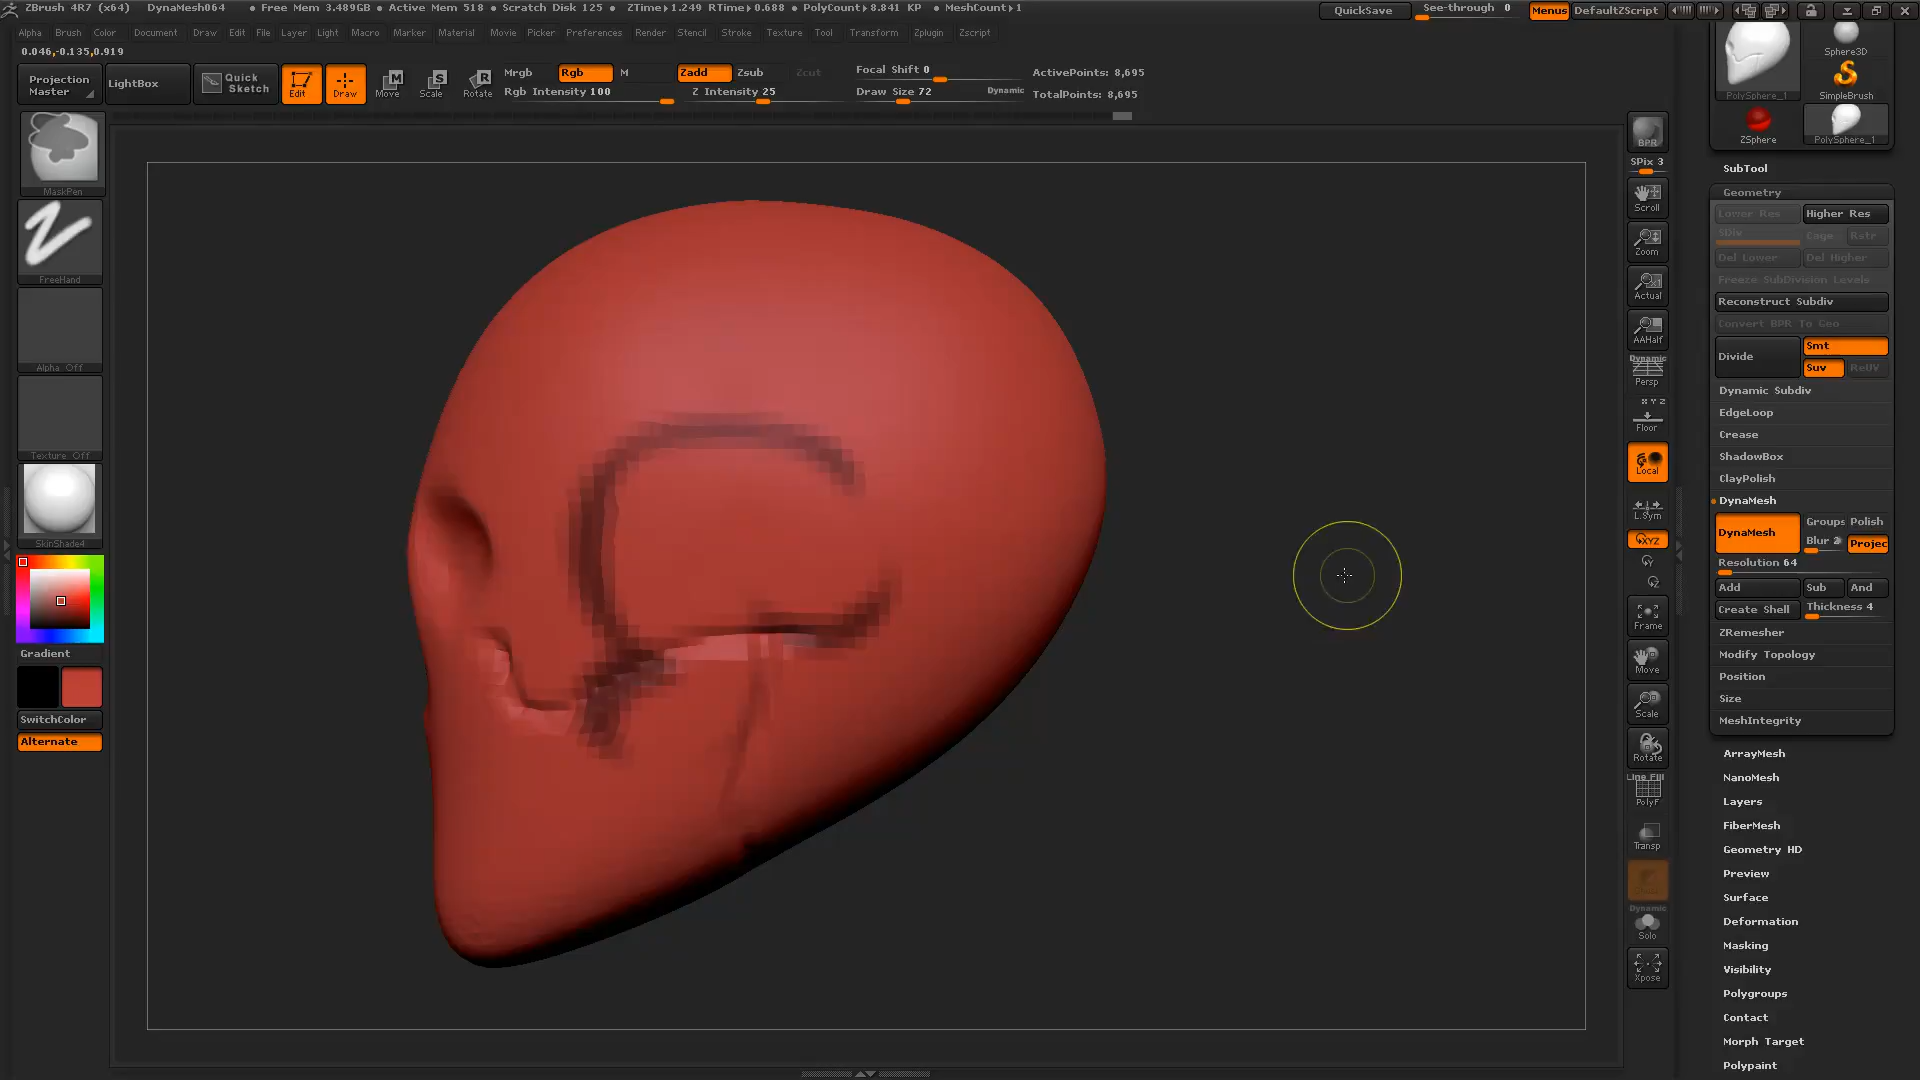 ZBrush 4R7 (x64) DynaMesh064 • Free Mem 3.489GB • Active Mem 518 • Scratch Disk 125 • ZTime▸1.249 RTime▸0.688 • PolyCount▸8.841 KP • MeshCount▸1 QuickSave See-through 0 Menus DefaultZScript
Alpha Brush Color Document Draw Edit File Layer Light Macro Marker Material Movie Picker Preferences Render Stencil Stroke Texture Tool Transform Zplugin Zscript
0.046,-0.135,0.919
Projection Master
LightBox
Quick Sketch
Edit
Draw
Move
Scale
Rotate
Mrgb Rgb M
Rgb Intensity 100
Zadd Zsub Zcut
Z Intensity 25
Focal Shift 0
Draw Size 72 Dynamic
ActivePoints: 8,695
TotalPoints: 8,695
MaskPen
FreeHand
Alpha Off
Texture Off
SkinShade4
Gradient
SwitchColor
Alternate
BPR
SPix 3
Scroll
Zoom
Actual
AAHalf
Dynamic
Persp
X Y Z
Floor
Local
L.Sym
XYZ
Y
Z
Frame
Move
Scale
Rotate
Line Fill
PolyF
Transp
Dynamic
Solo
Xpose
PolySphere_1
Sphere3D
SimpleBrush
ZSphere
PolySphere_1
SubTool
Geometry
Lower Res Higher Res
SDiv Cage Rstr
Del Lower Del Higher
Freeze SubDivision Levels
Reconstruct Subdiv
Convert BPR To Geo
Divide Smt
Suv ReUV
Dynamic Subdiv
EdgeLoop
Crease
ShadowBox
ClayPolish
DynaMesh
DynaMesh Groups Polish
Blur 2 Projec
Resolution 64
Add Sub And
Create Shell Thickness 4
ZRemesher
Modify Topology
Position
Size
MeshIntegrity
ArrayMesh
NanoMesh
Layers
FiberMesh
Geometry HD
Preview
Surface
Deformation
Masking
Visibility
Polygroups
Contact
Morph Target
Polypaint